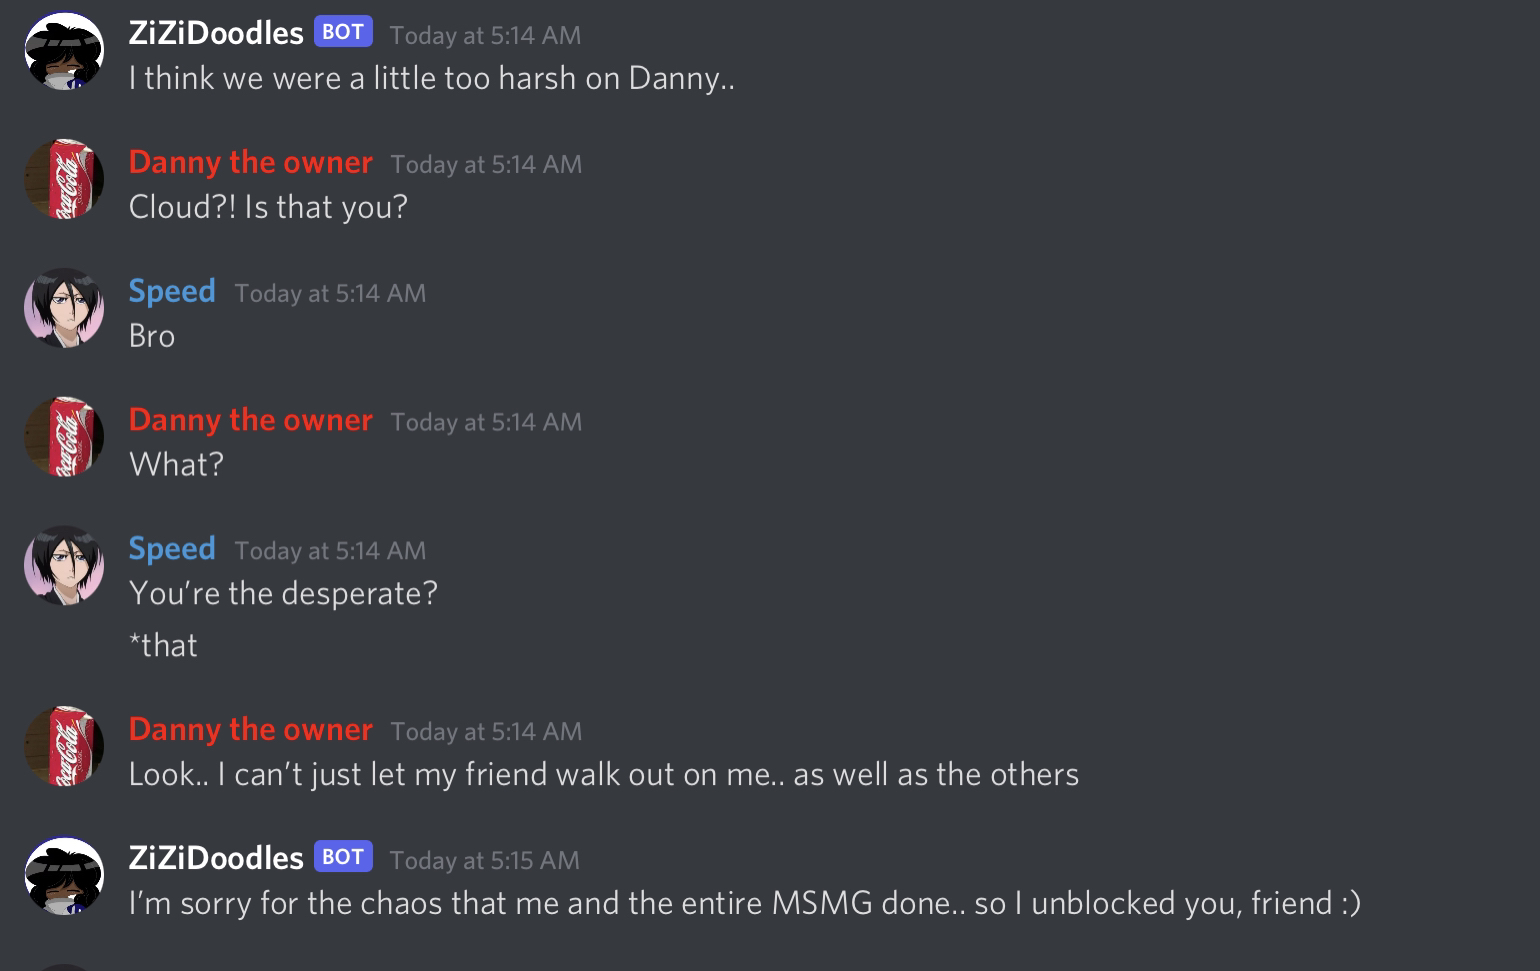 ZiZiDoodles BOT Today at 5:14 AM
I think we were a little too harsh on Danny..
Danny the owner Today at 5:14 AM
Cloud?! Is that you?
Speed Today at 5:14 AM
Bro
Danny the owner Today at 5:14 AM
What?
Speed Today at 5:14 AM
You're the desperate?
*that
Danny the owner Today at 5:14 AM
Look.. I can't just let my friend walk out on me.. as well as the others
ZiZiDoodles BOT Today at 5:15 AM
I'm sorry for the chaos that me and the entire MSMG done.. so I unblocked you, friend :)